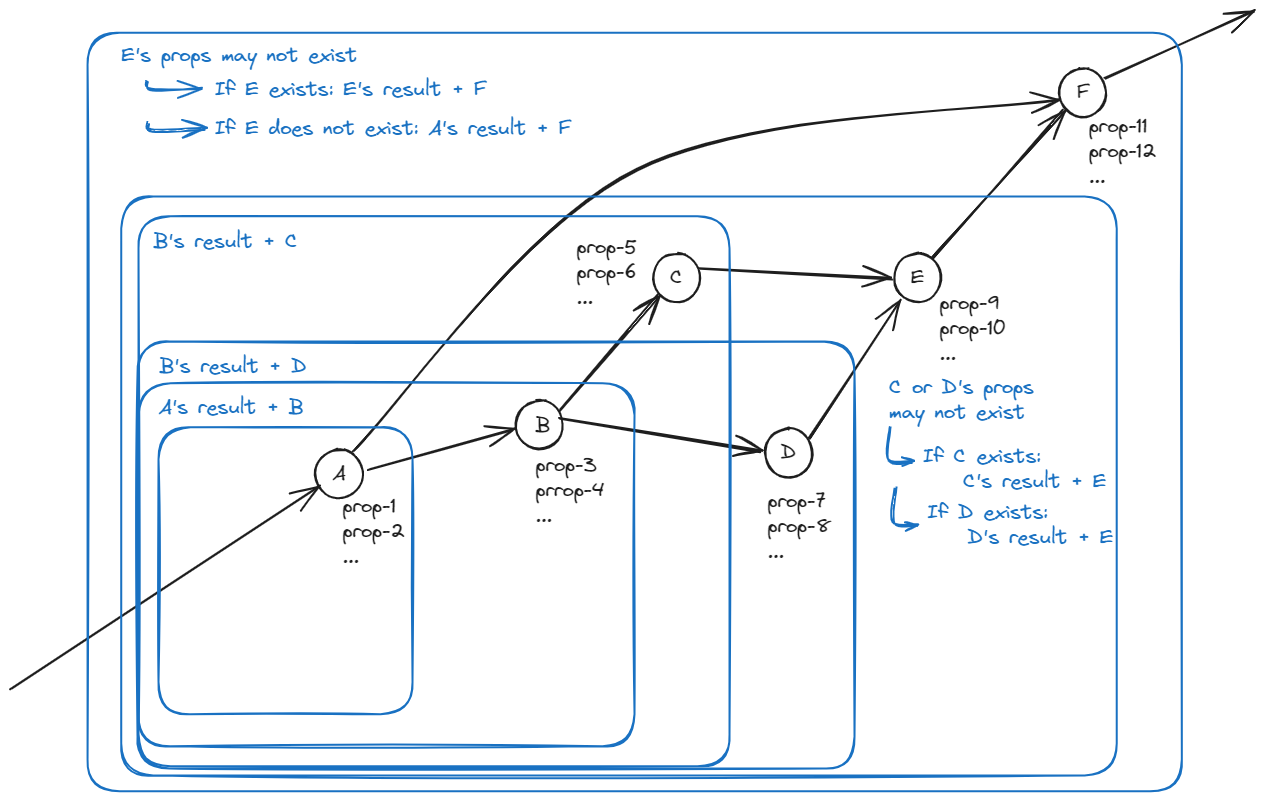 E's props may not exist
If E exists: E's result + F
If E does not exist: A's result + F
F
prop-11
prop-12
...
B's result + C
prop-5
prop-6
...
C
E
prop-9
prop-10
...
B's result + D
A's result + B
B
prop-3
prrop-4
...
D
prop-7
prop-8
...
A
prop-1
prop-2
...
C or D's props
may not exist
If C exists:
C's result + E
If D exists:
D's result + E